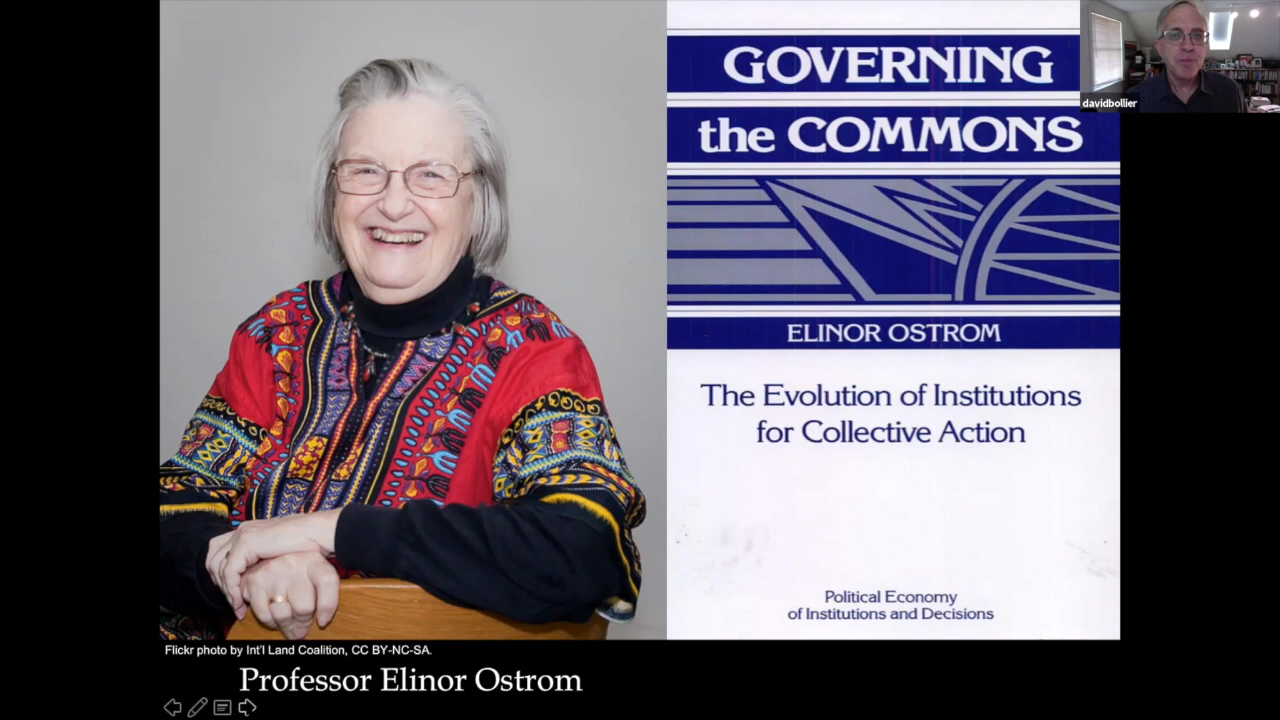 GOVERNING
the COMMONS
ELINOR OSTROM
The Evolution of Institutions
for Collective Action
Political Economy
of Institutions and Decisions
davidbollier
Flickr photo by Int'l Land Coalition, CC BY-NC-SA.
Professor Elinor Ostrom